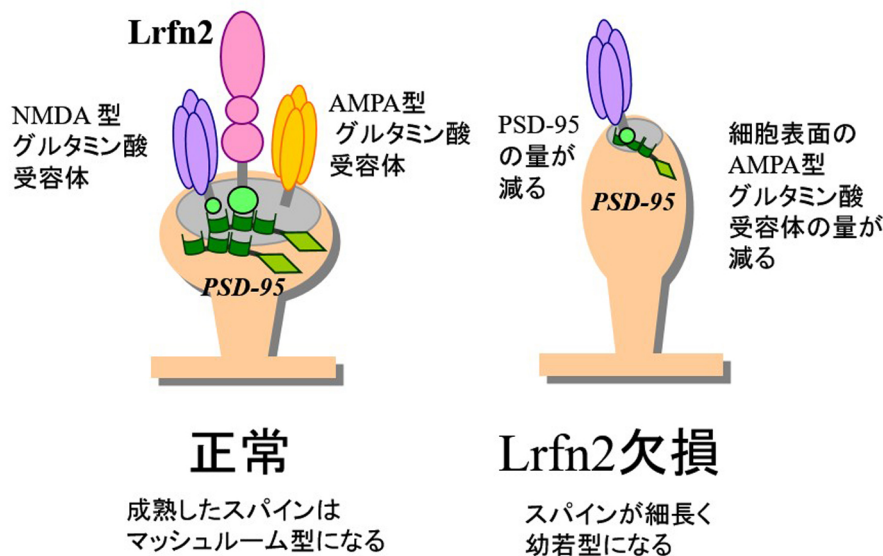 Lrfn2
NMDA 型
グルタミン酸
受容体
AMPA型
グルタミン酸
受容体
PSD-95
正常
成熟したスパインは
マッシュルーム型になる
PSD-95
の量が
減る
PSD-95
細胞表面の
AMPA型
グルタミン酸
受容体の量が
減る
Lrfn2欠損
スパインが細長く
幼若型になる